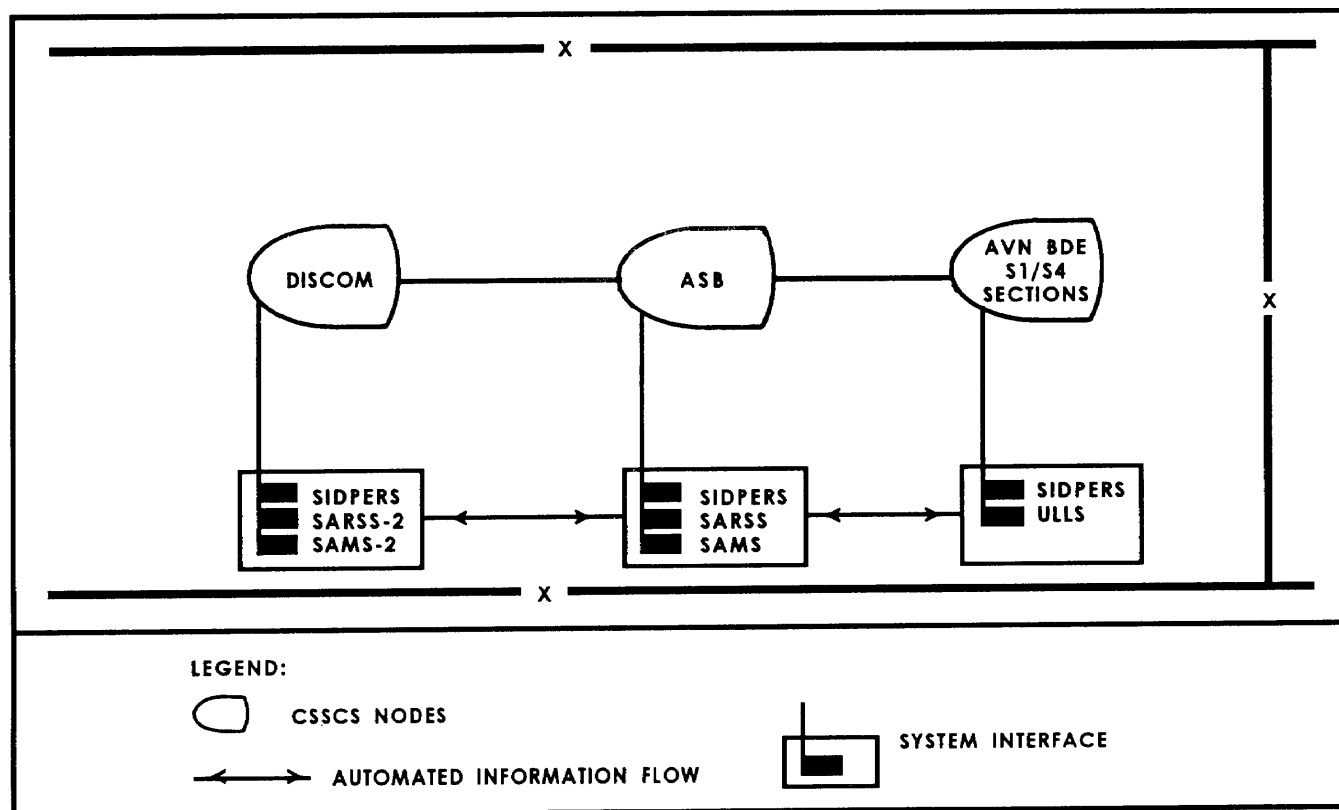 X
X
DISCOM
ASB
AVN BDE
S1/S4
SECTIONS
SIDPERS
SARSS-2
SAMS-2
SIDPERS
SARSS
SAMS
SIDPERS
ULLS
X
LEGEND:
CSSCS NODES
AUTOMATED INFORMATION FLOW
SYSTEM INTERFACE